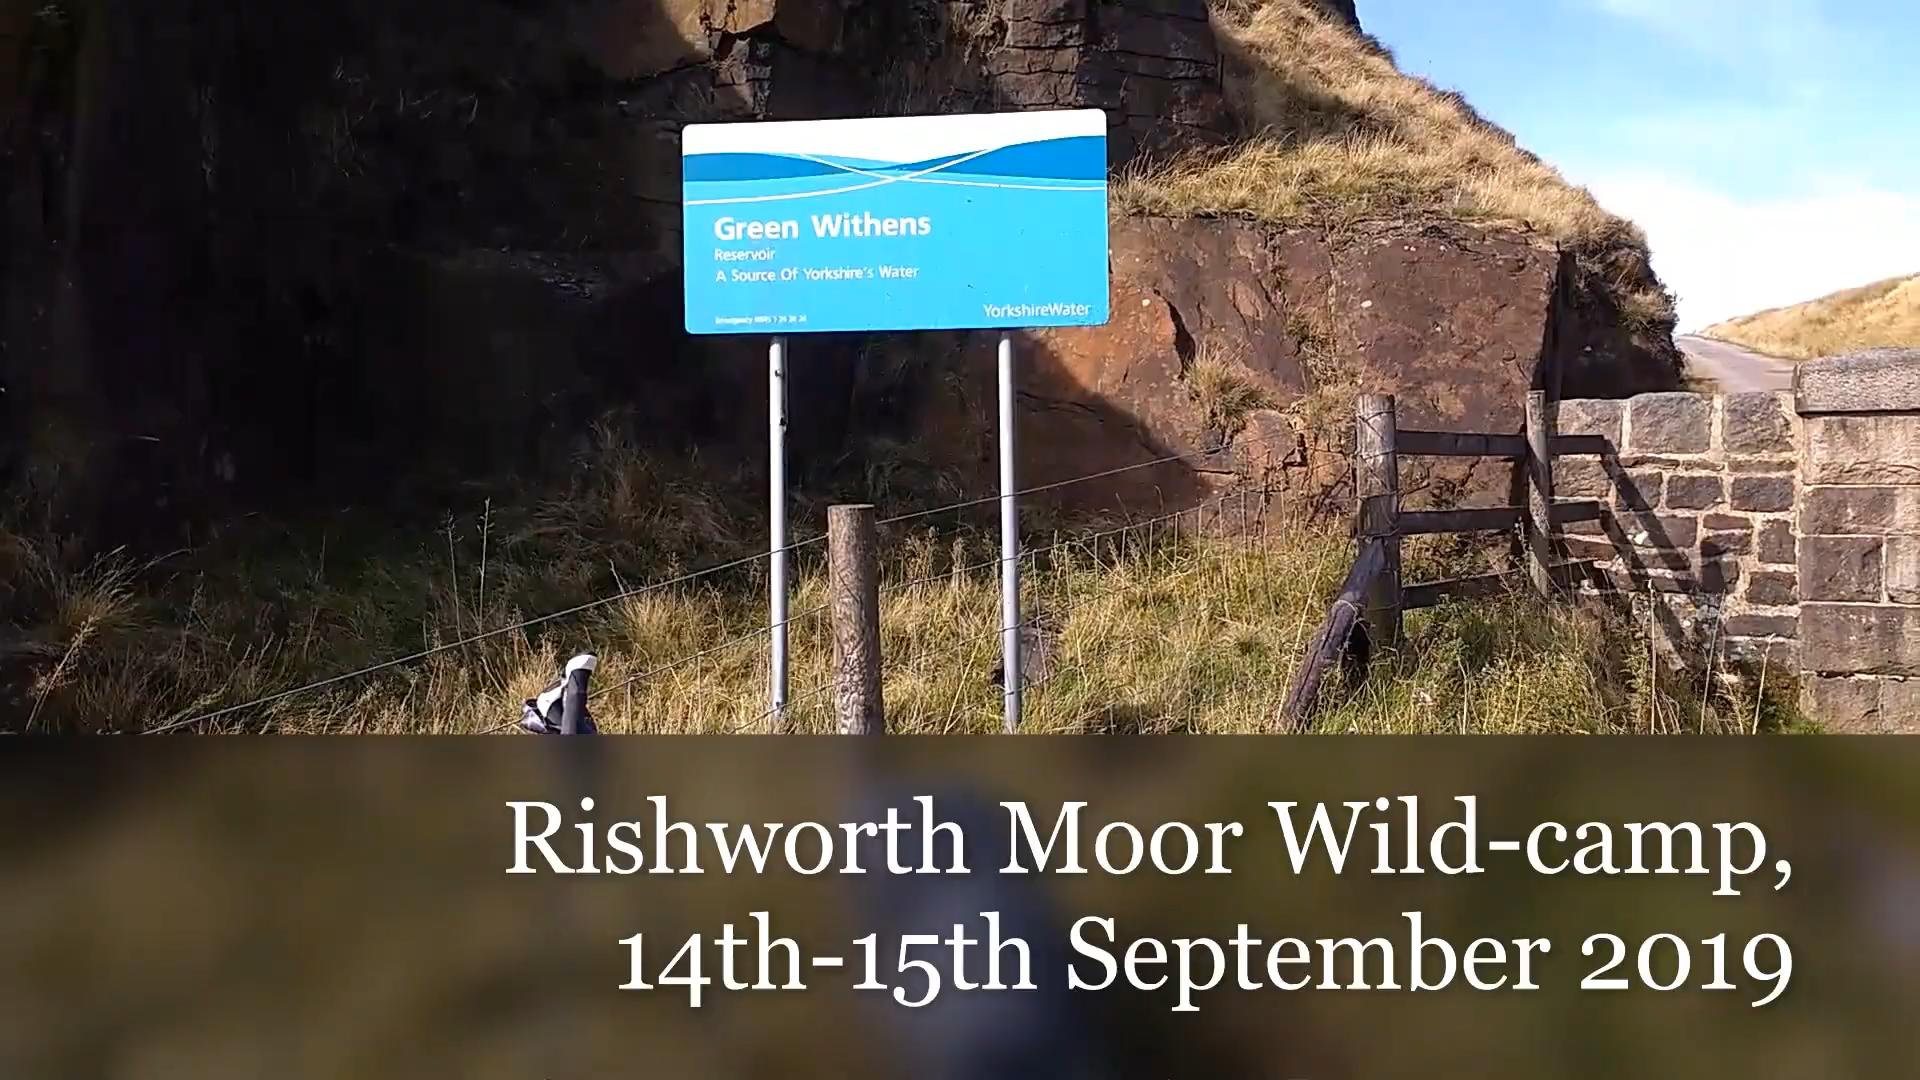 Green Withens
Reservoir
A Source Of Yorkshire's Water
YorkshireWater
Rishworth Moor Wild-camp,
14th-15th September 2019